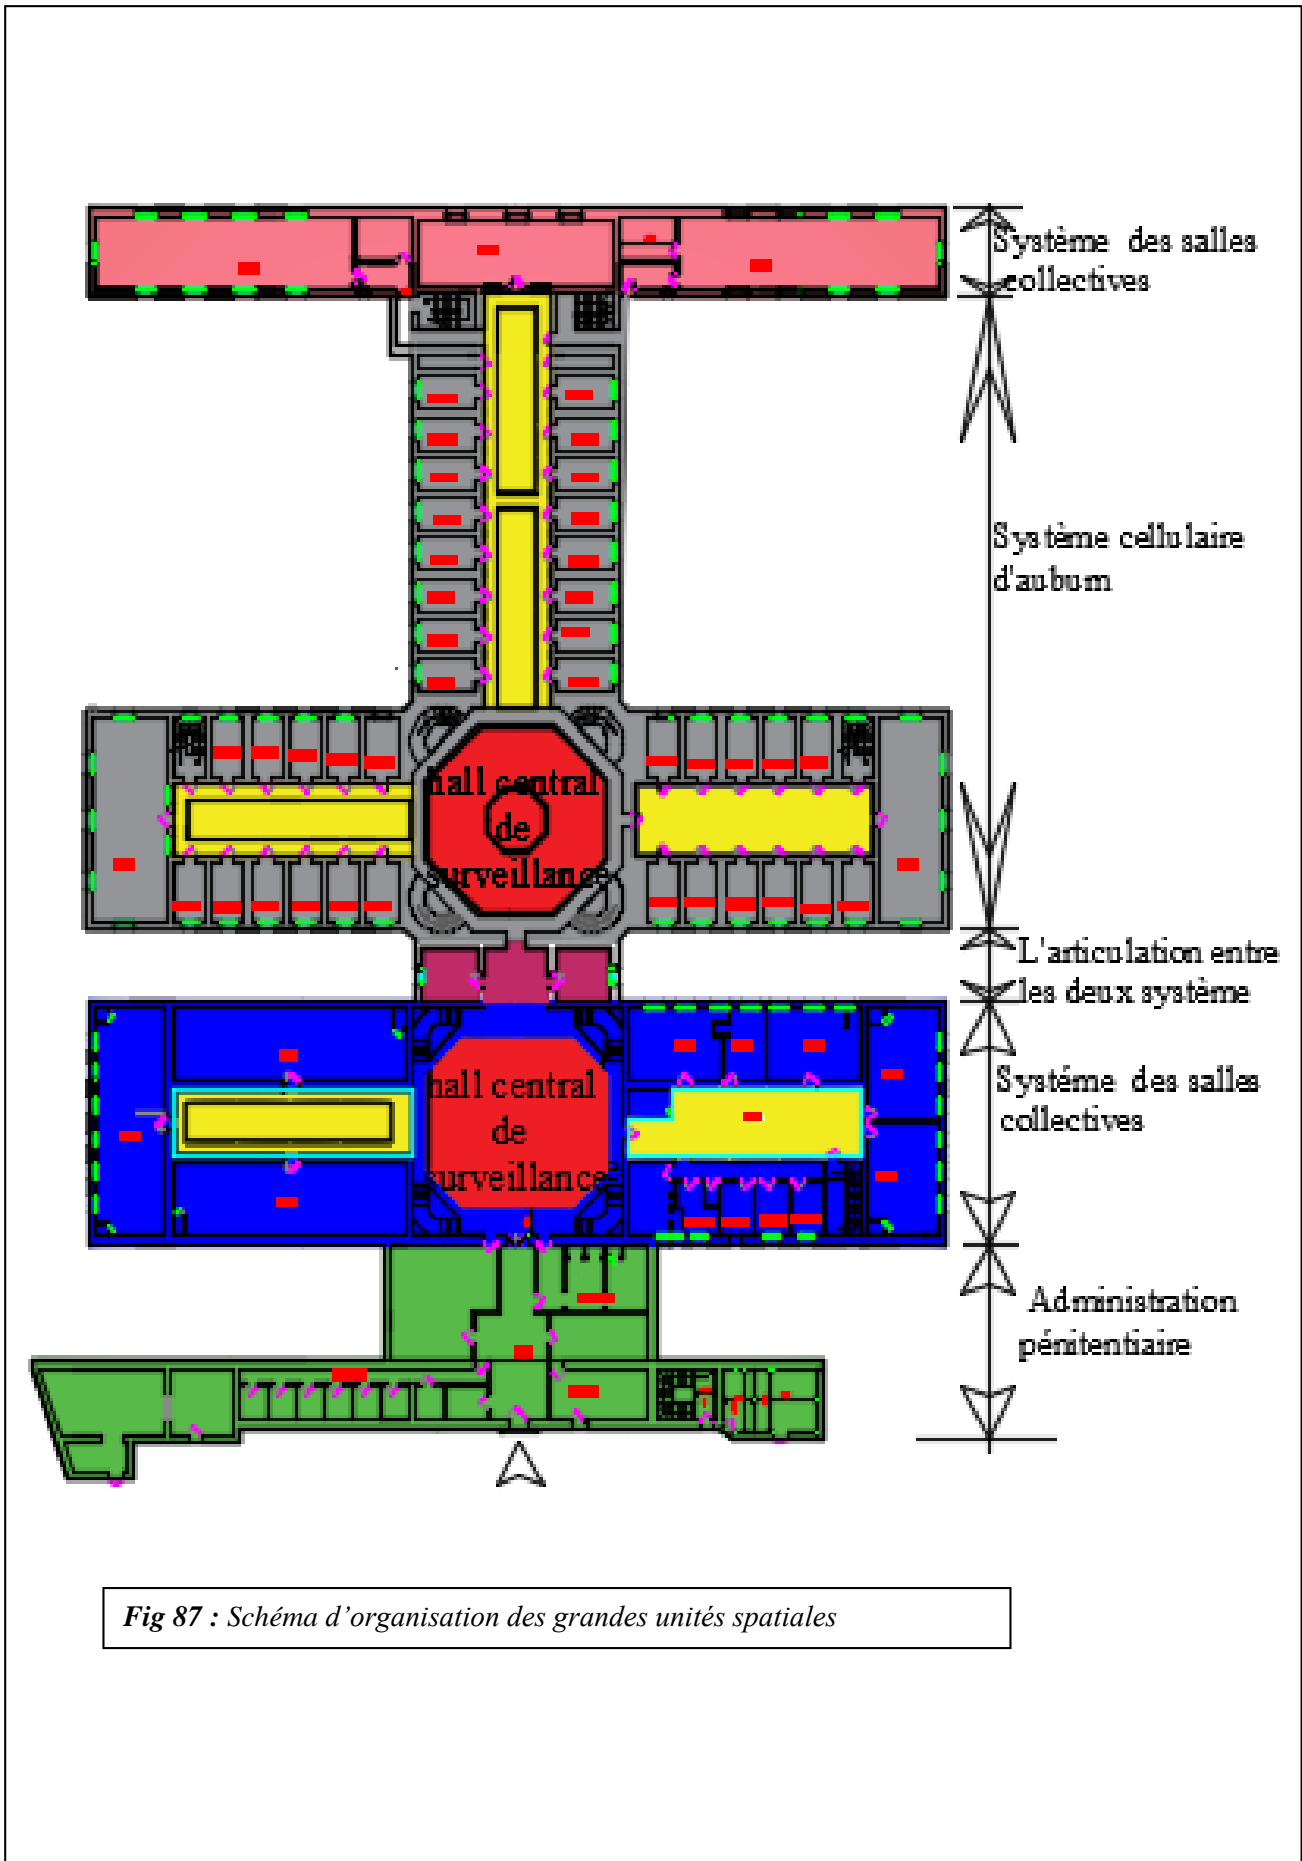 Système des salles
collectives
Système cellulaire
d'auburn
hall central
de
surveillance
L'articulation entre
les deux système
hall central
de
surveillance
Systéme des salles
collectives
Administration
pénitentiaire
Fig 87 : Schéma d'organisation des grandes unités spatiales